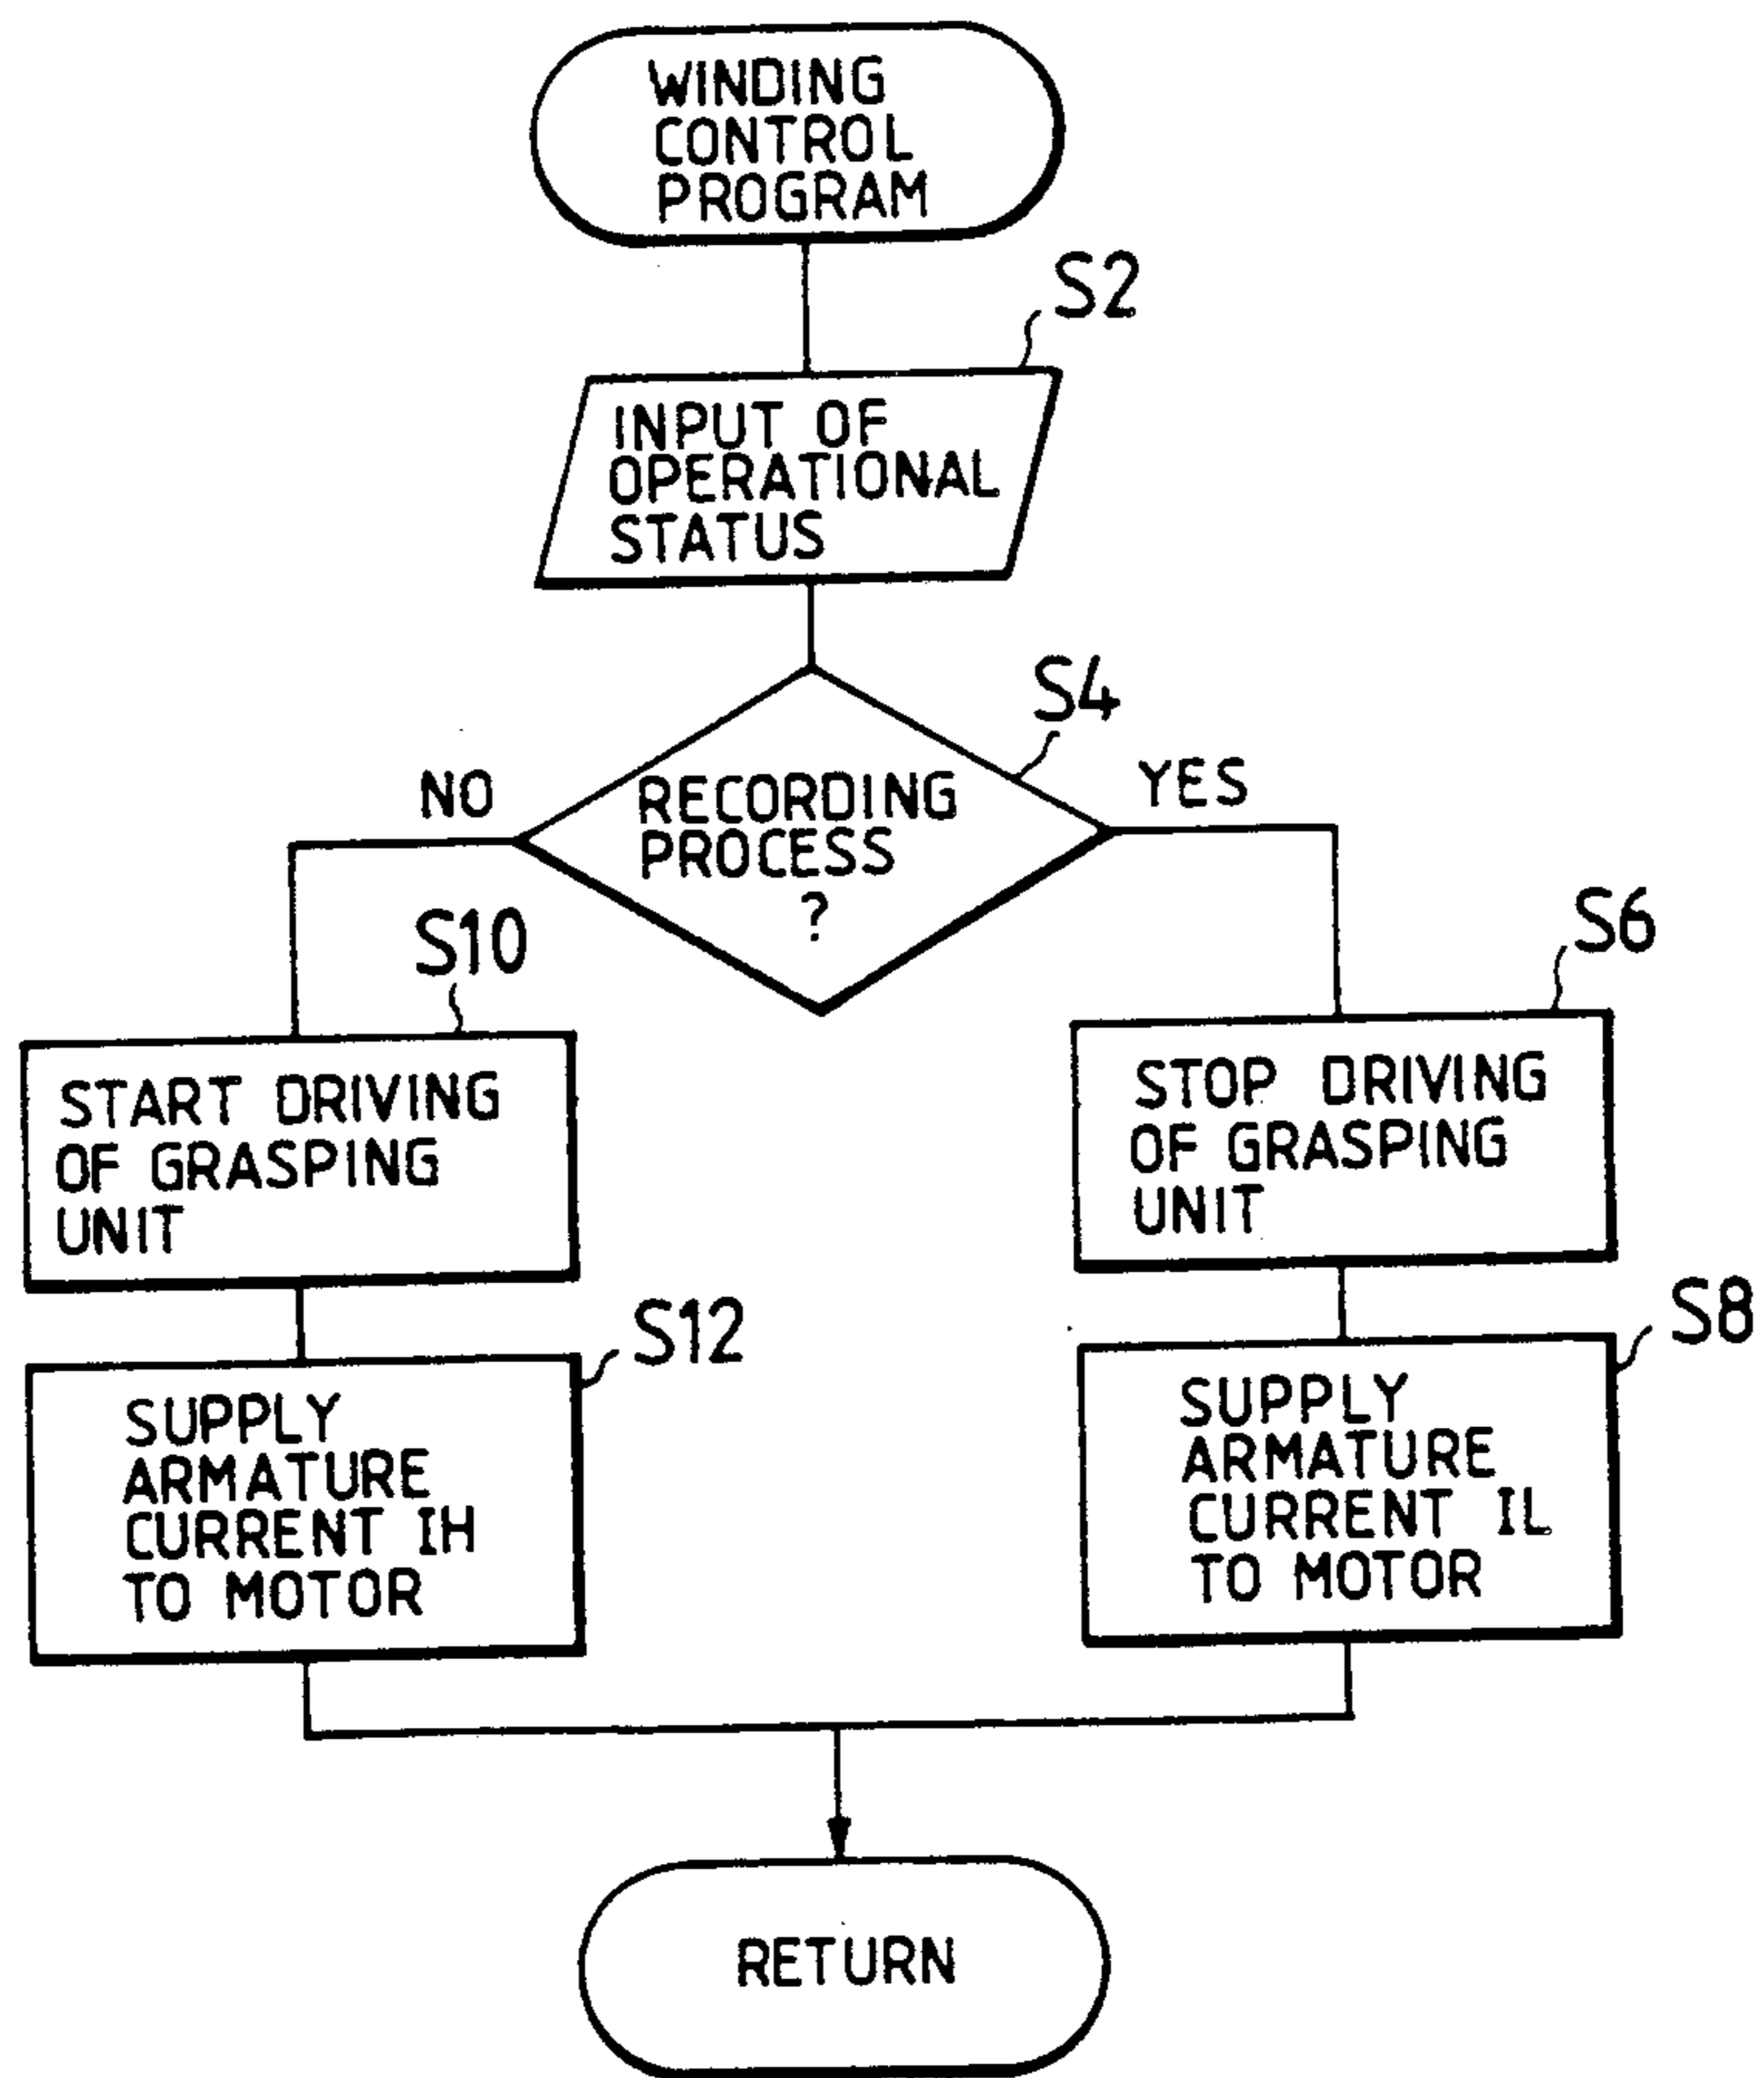 WINDING
CONTROL
PROGRAM
S2
INPUT OF
OPERATIONAL
STATUS
S4
NO
RECORDING
PROCESS
?
YES
S10
START DRIVING
OF GRASPING
UNIT
S12
SUPPLY
ARMATURE
CURRENT IH
TO MOTOR
S6
STOP DRIVING
OF GRASPING
UNIT
S8
SUPPLY
ARMATURE
CURRENT IL
TO MOTOR
RETURN